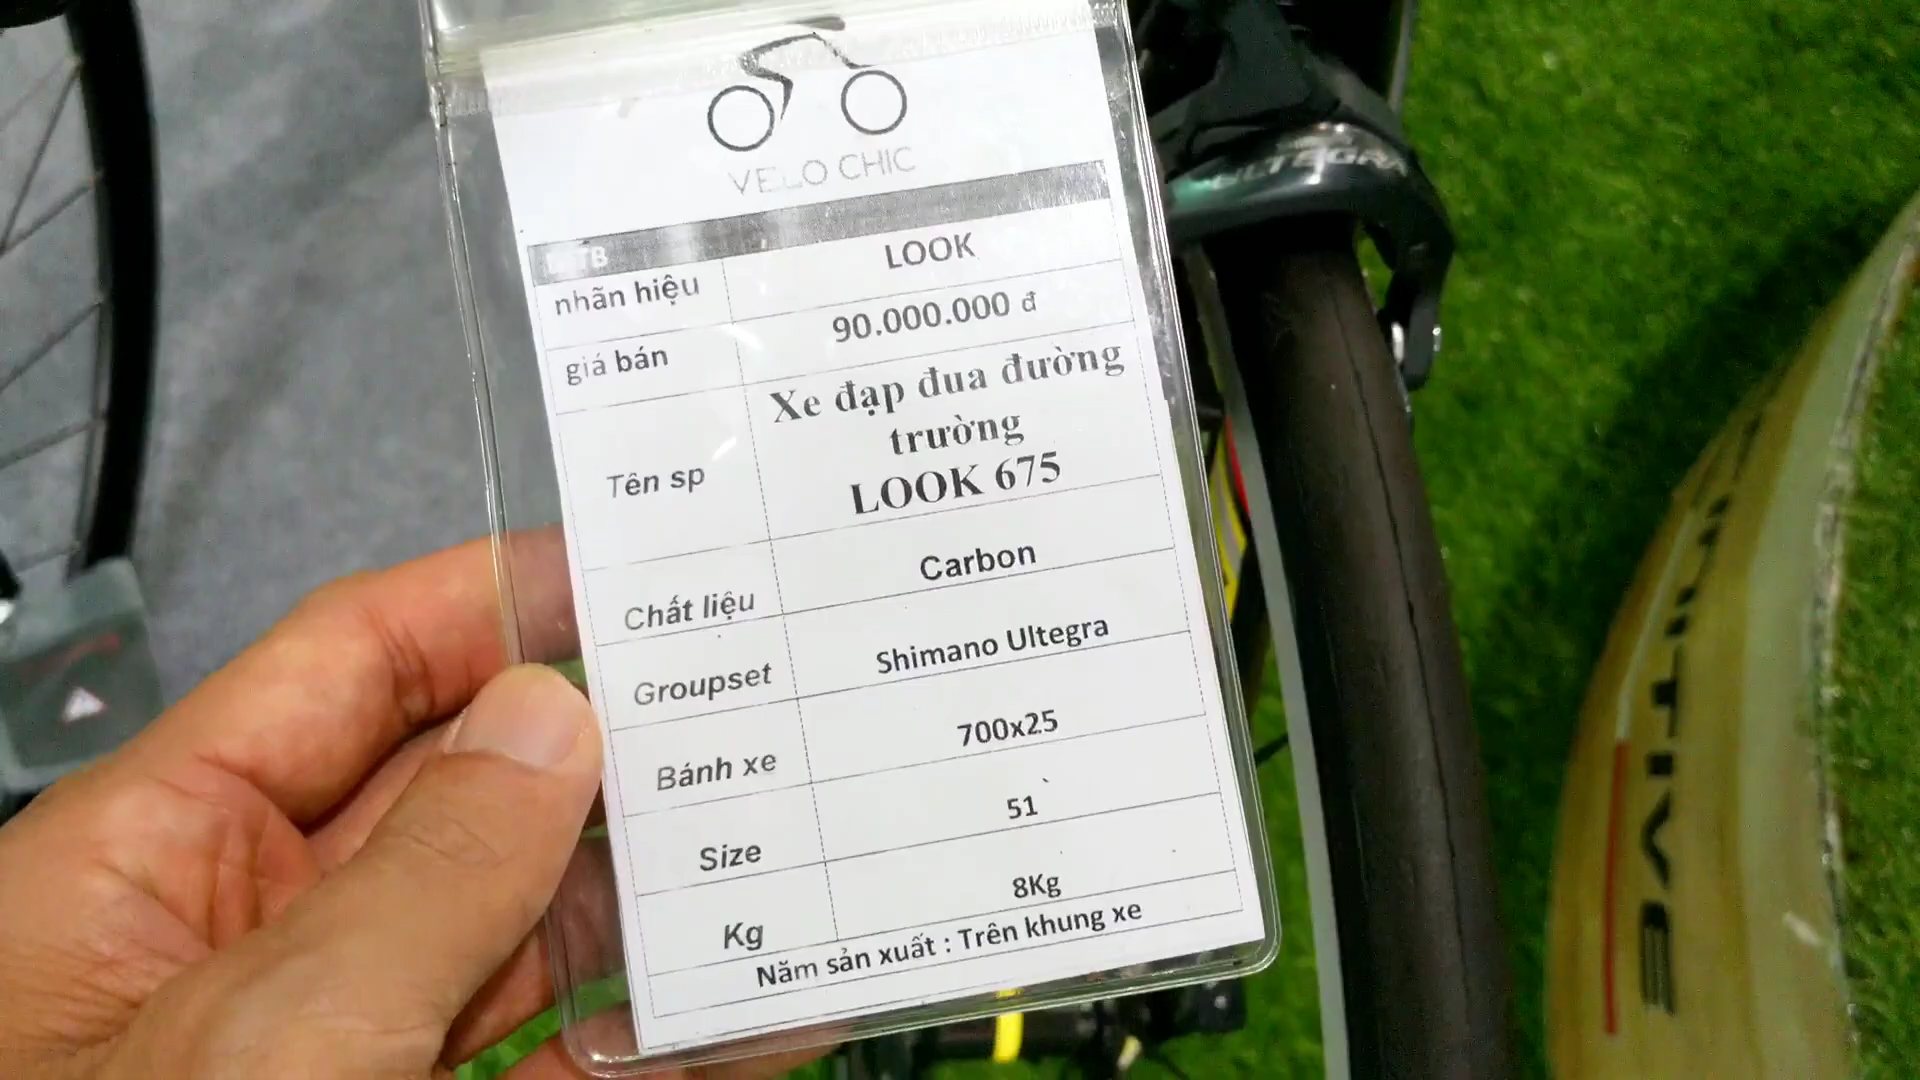 VELO CHIC
nhãn hiệu LOOK
giá bán 90.000.000 đ
Tên sp Xe đạp đua đường
trường
LOOK 675
Chất liệu Carbon
Groupset Shimano Ultegra
Bánh xe 700x25
Size 51
Kg 8Kg
Năm sản xuất : Trên khung xe
ULTEGRA